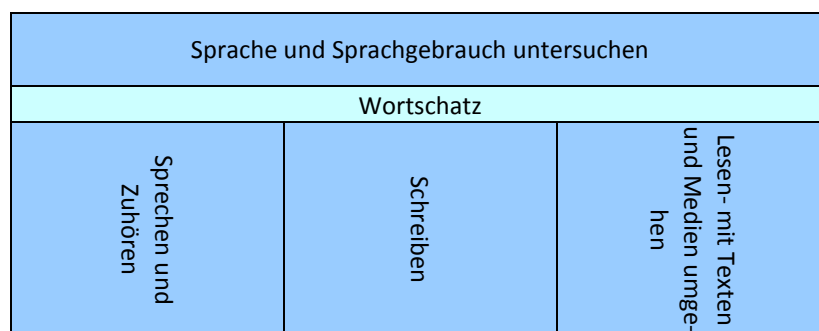 Sprache und Sprachgebrauch untersuchen
Wortschatz
Sprechen und
Zuhören
Schreiben
Lesen- mit Texten
und Medien umge-
hen